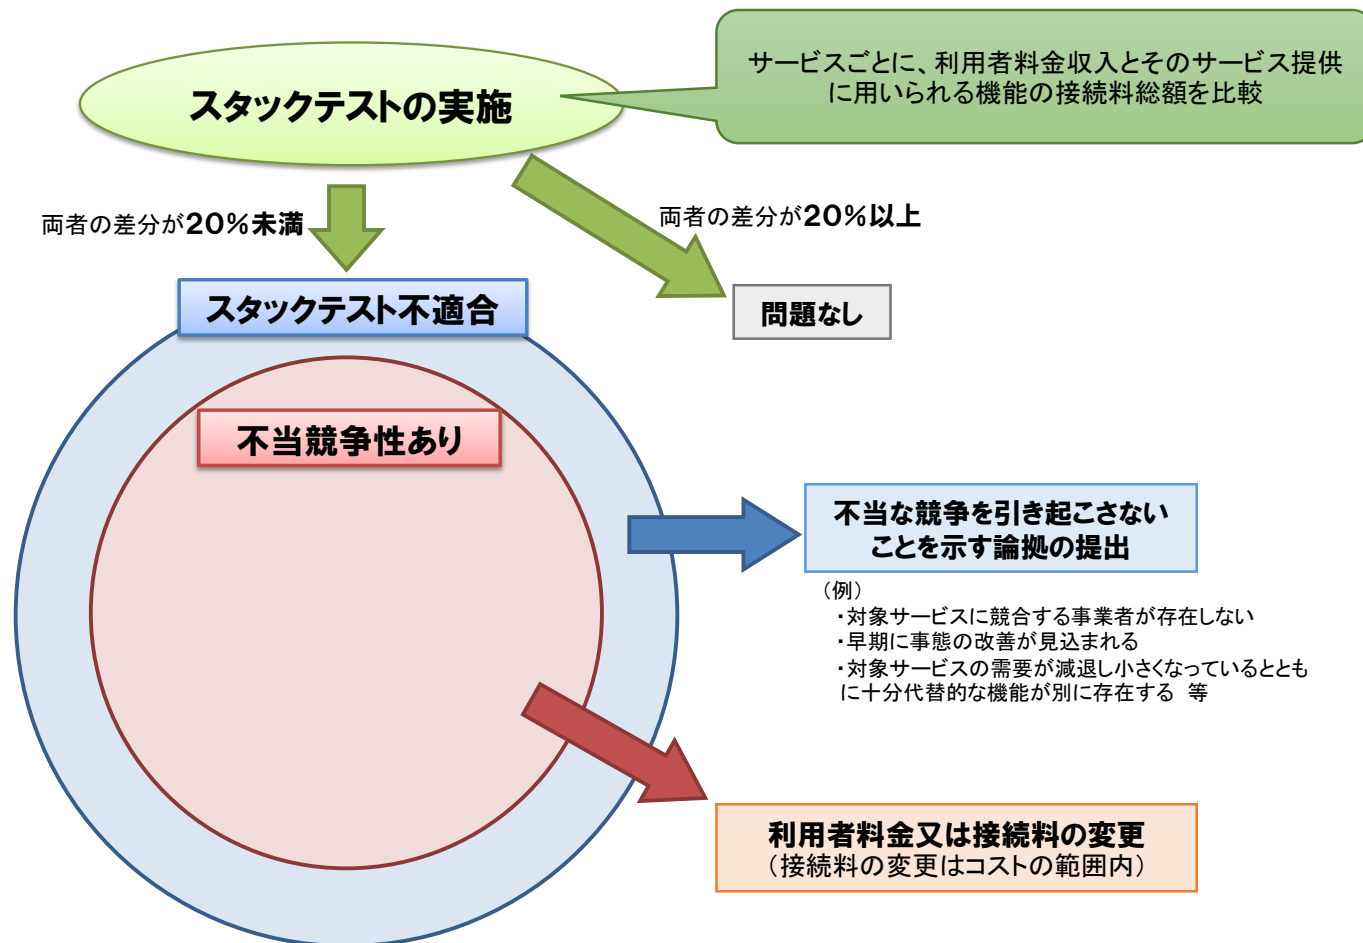 サービスごとに、利用者料金収入とそのサービス提供
に用いられる機能の接続料総額を比較
スタックテストの実施
両者の差分が20%未満
両者の差分が20%以上
スタックテスト不適合
問題なし
不当競争性あり
不当な競争を引き起こさない
ことを示す論拠の提出
（例）
・対象サービスに競合する事業者が存在しない
・早期に事態の改善が見込まれる
・対象サービスの需要が減退し小さくなっているととも
に十分代替的な機能が別に存在する 等
利用者料金又は接続料の変更
（接続料の変更はコストの範囲内）